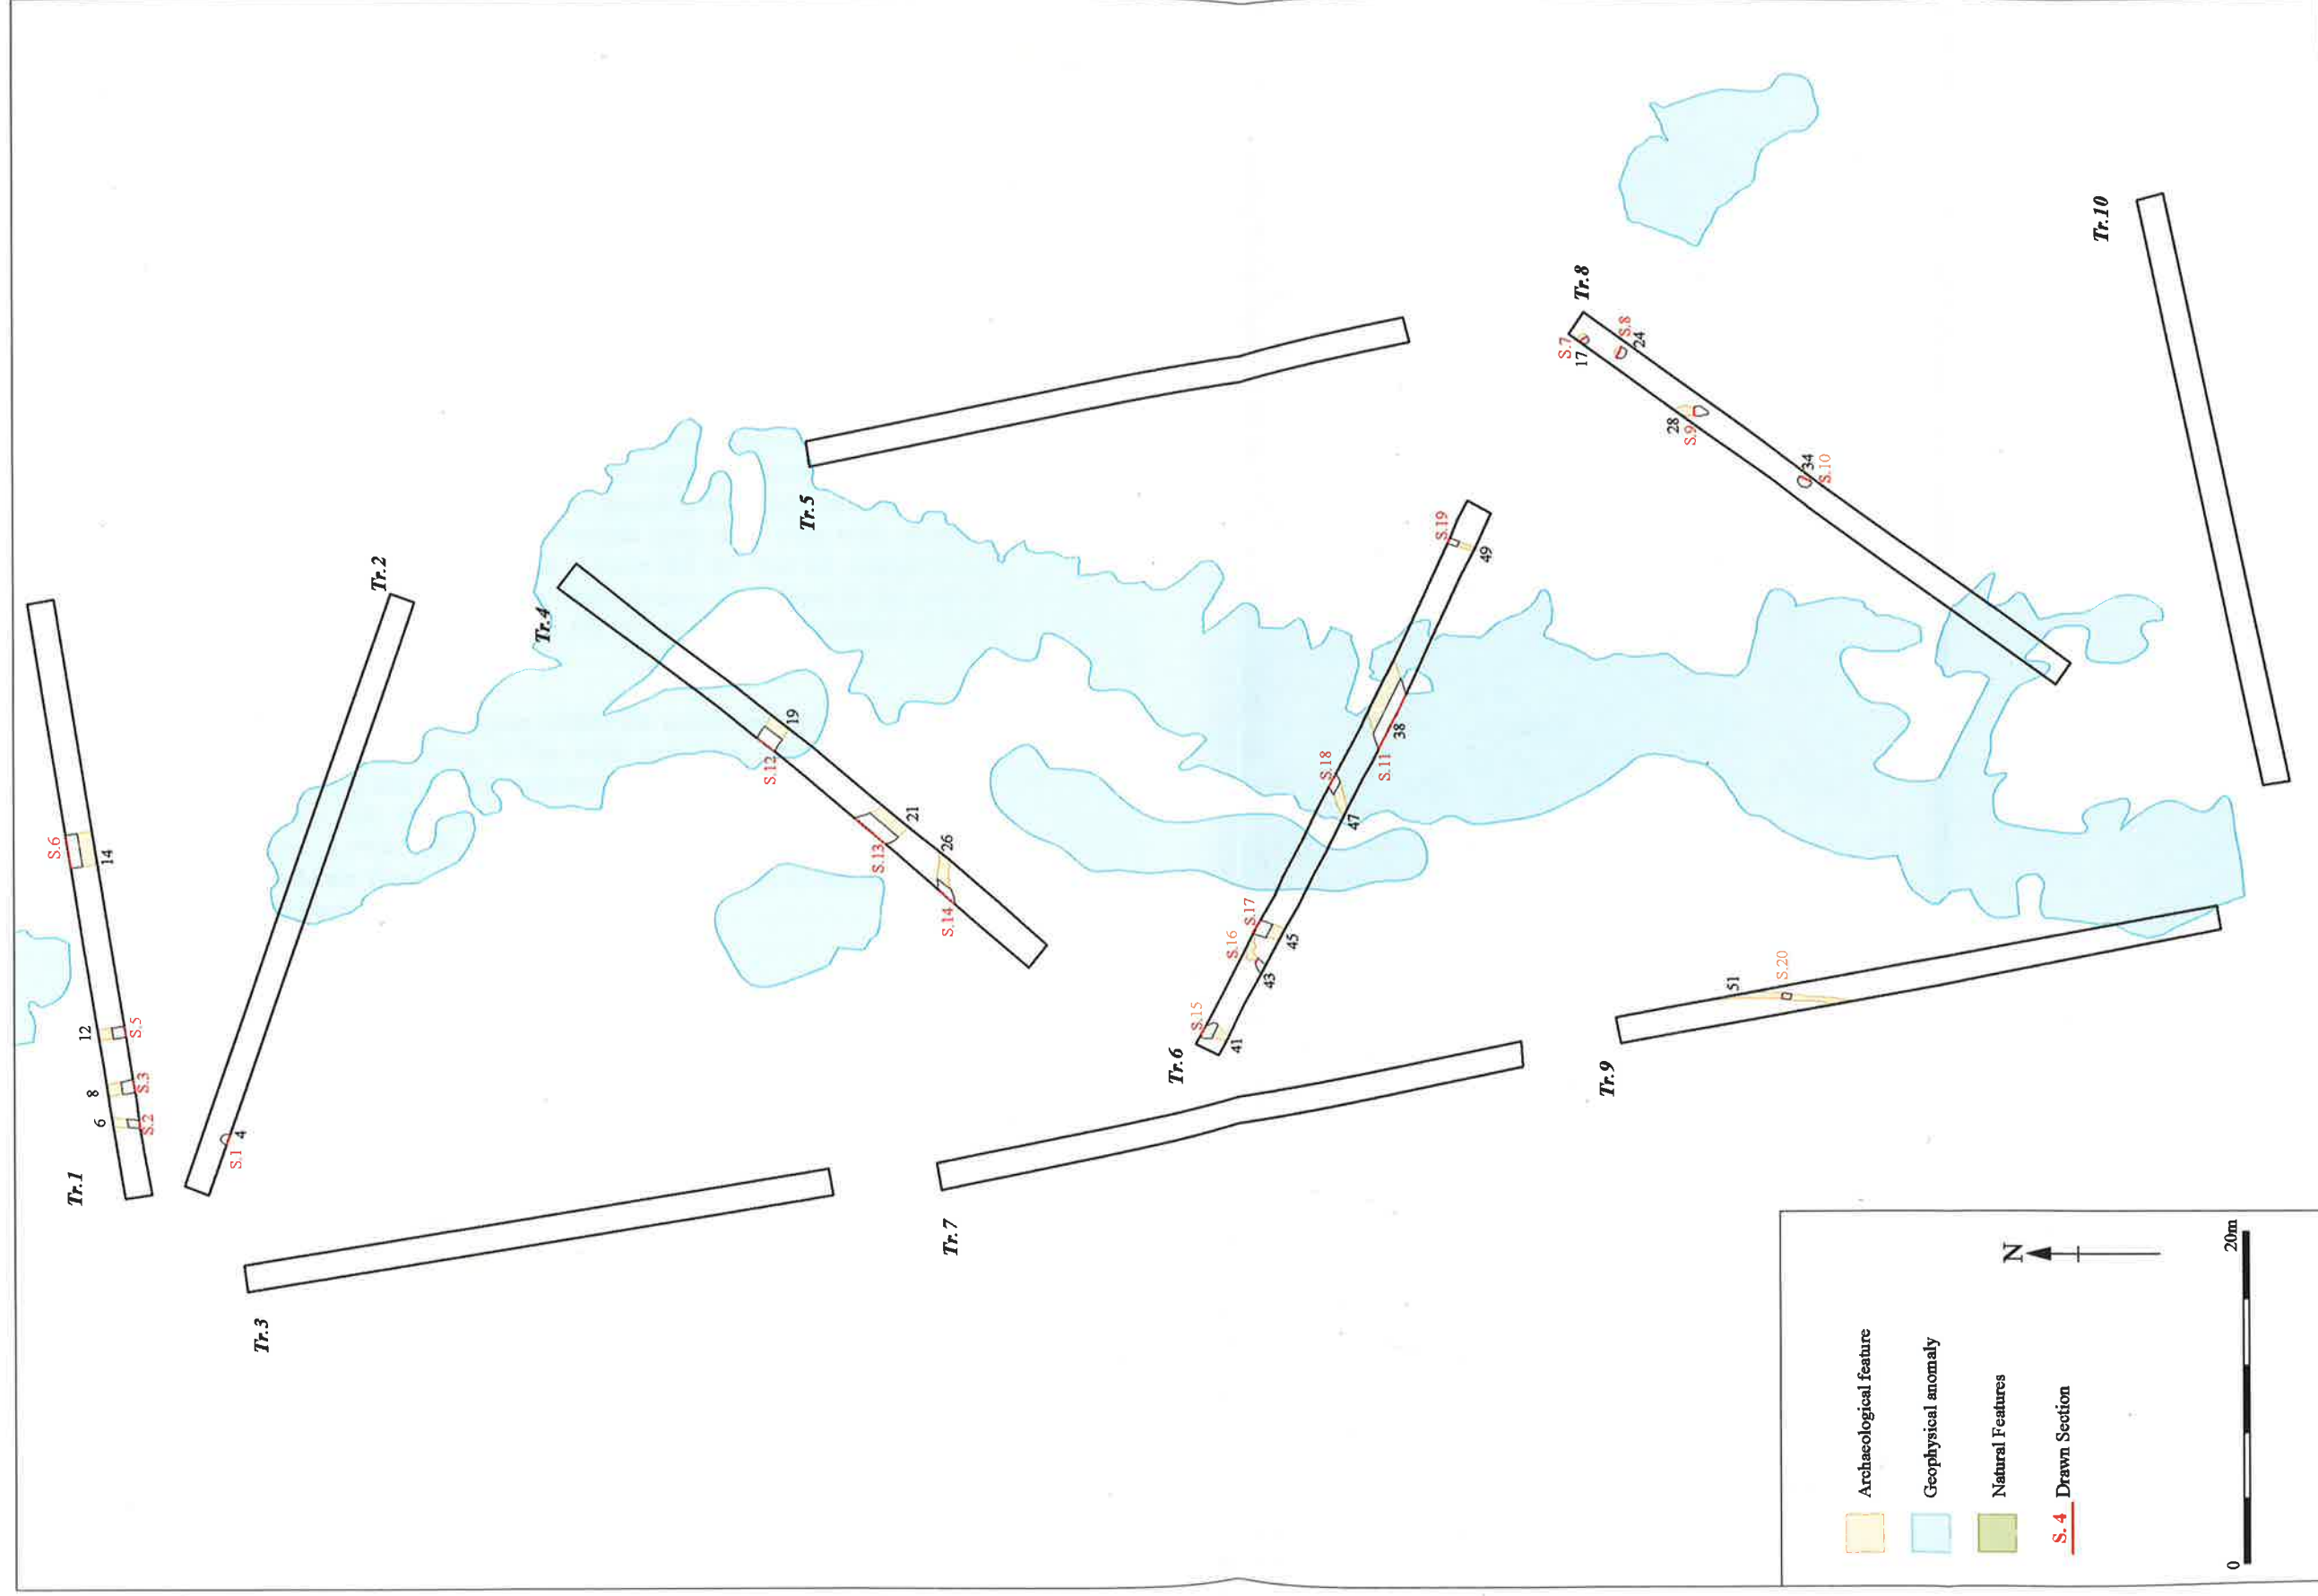 Tr.1
6
S.2
8
S.3
12
S.5
S.6
14
Tr.2
S.1
4
Tr.3
Tr.4
S.12
19
S.13
21
S.14
26
Tr.5
Tr.6
S.15
41
S.16
43
S.17
45
S.18
47
S.11
38
S.19
49
Tr.7
Tr.8
S.7
17
S.8
24
28
S.9
34
S.10
Tr.9
51
S.20
Tr.10
Archaeological feature
Geophysical anomaly
Natural Features
S. 4 Drawn Section
N
0 20m